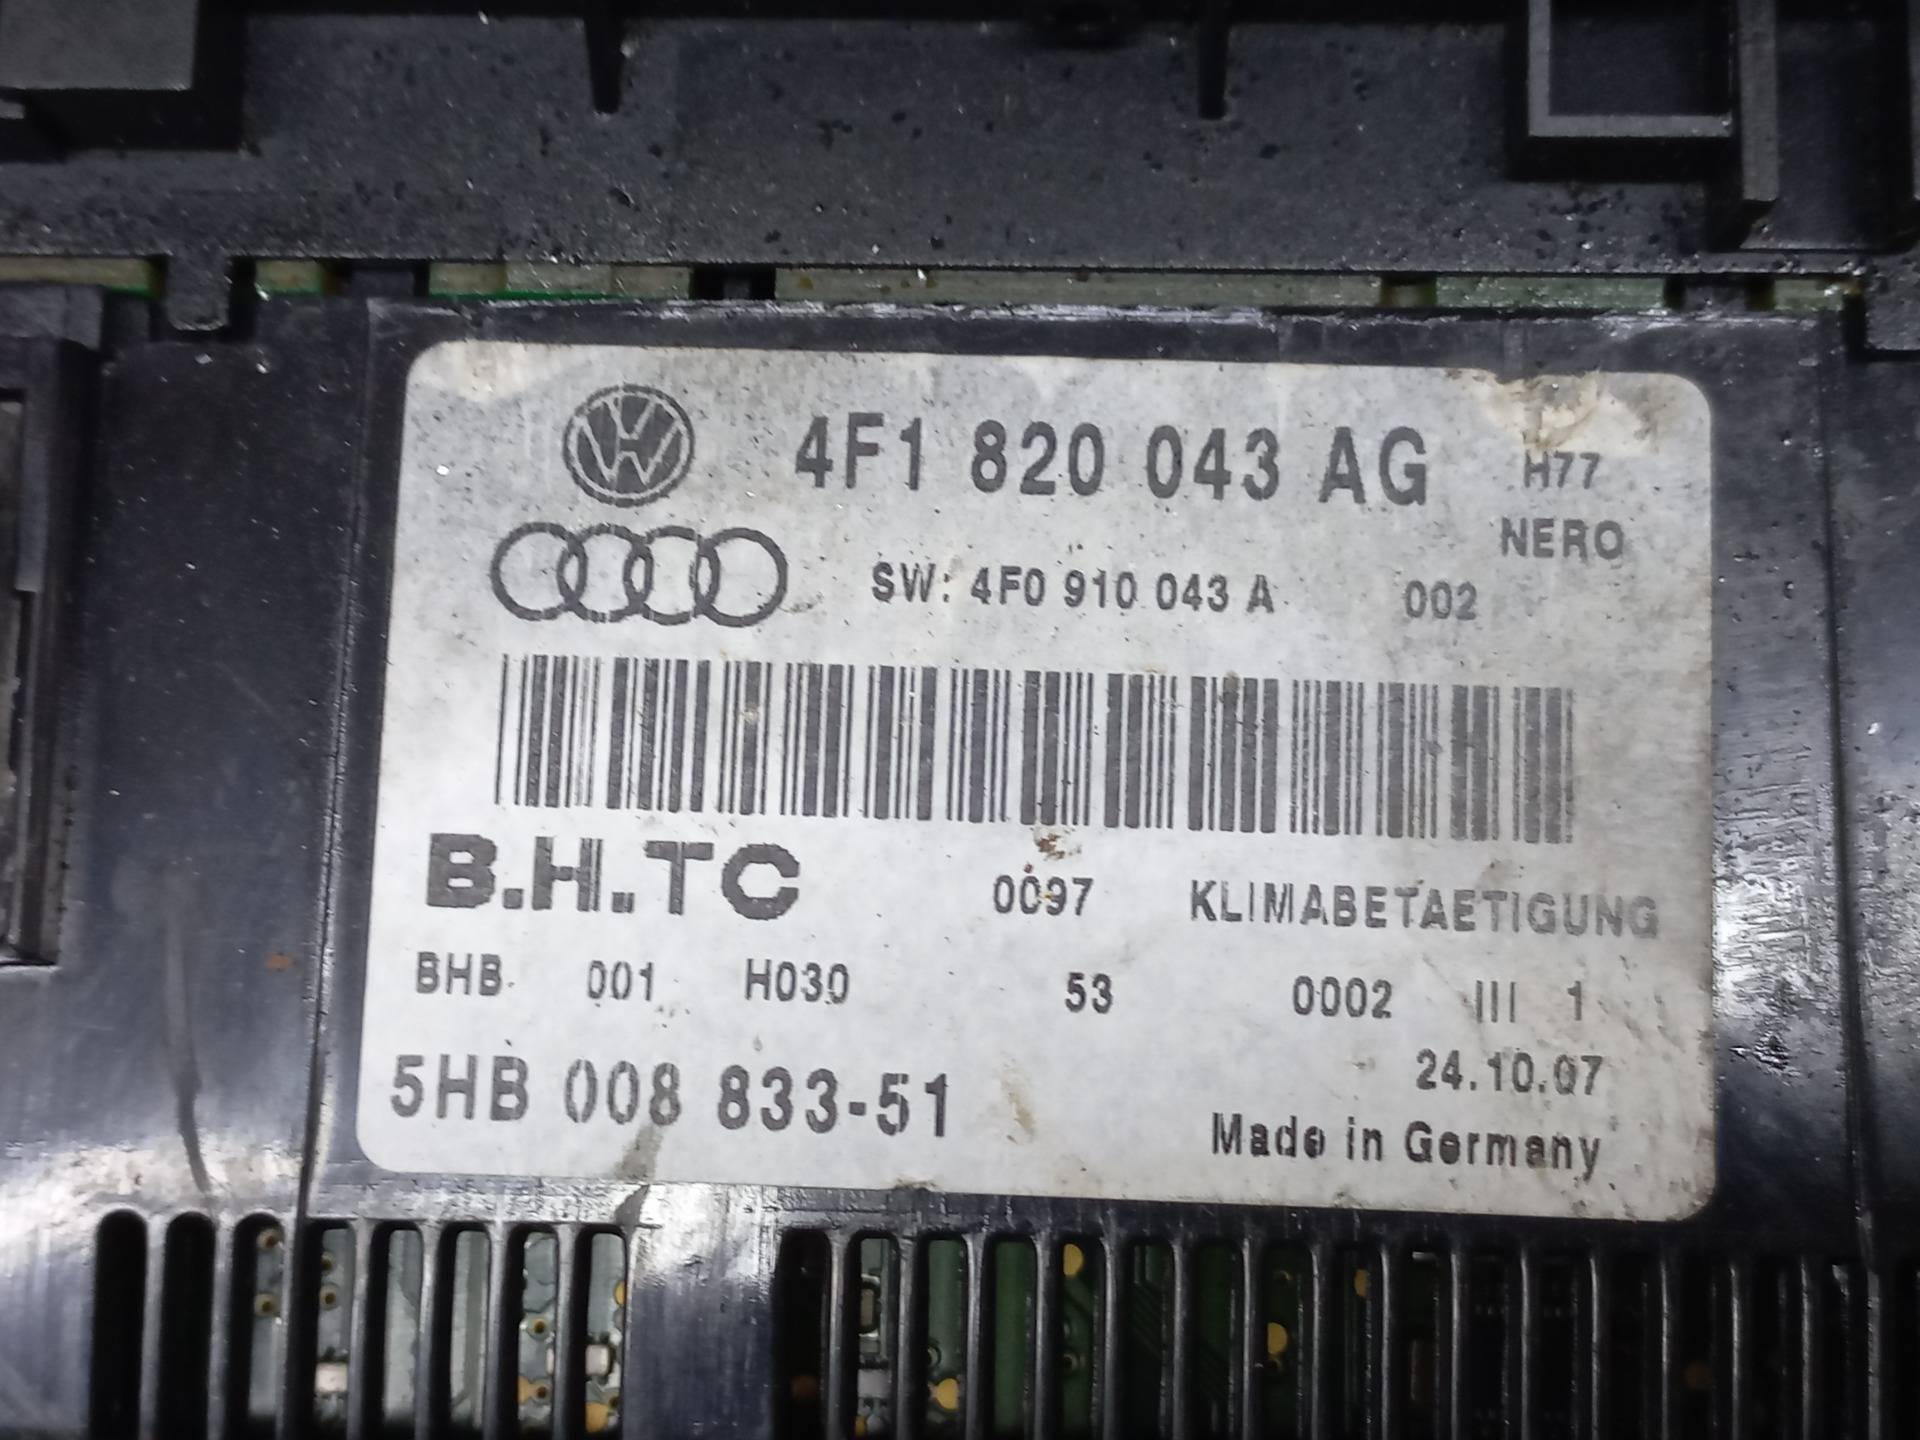 4F1 820 043 AG H77
NERO
SW: 4F0 910 043 A 002
B.H.TC 0097 KLIMABETAETIGUNG
BHB 001 H030 53 0002 III 1
24.10.07
5HB 008 833-51
Made in Germany